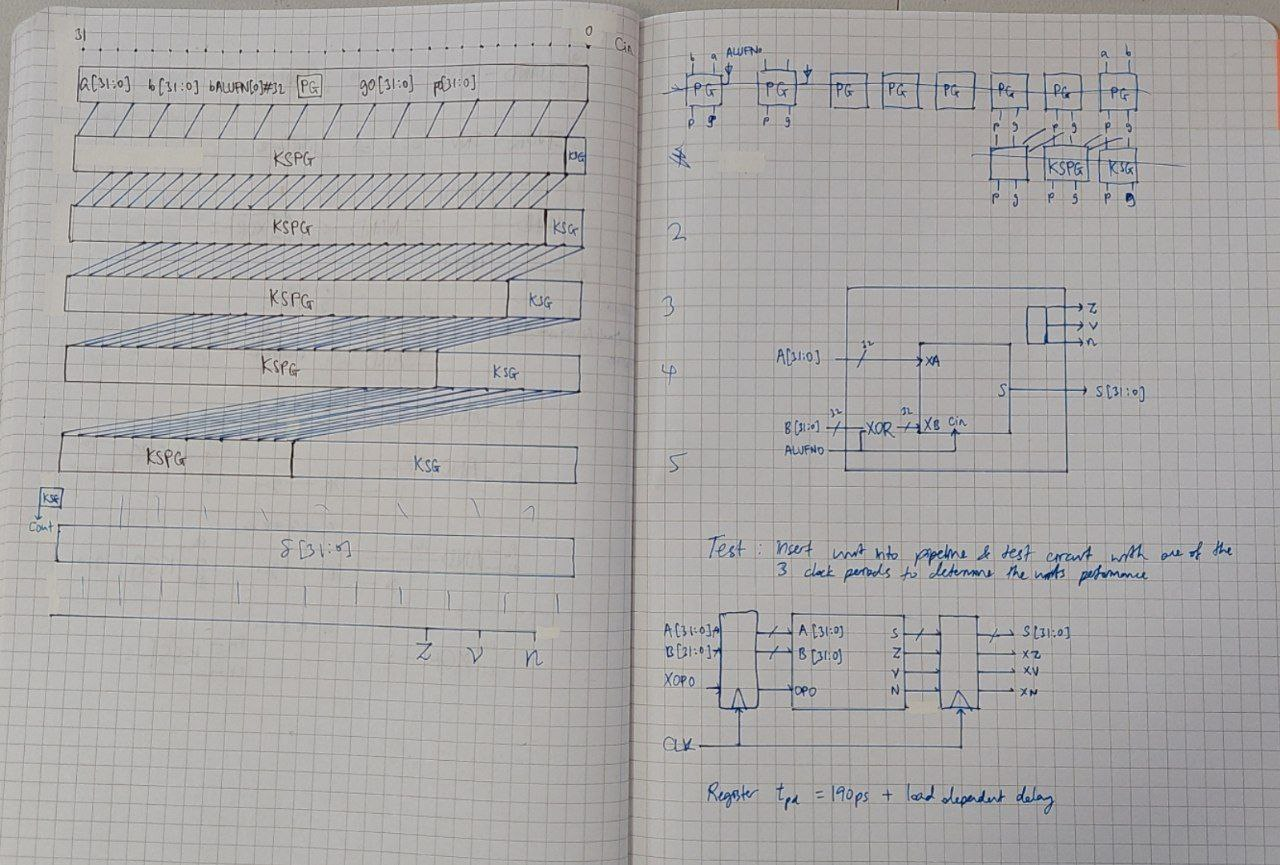 31 0 Cin
a[31:0] b[31:0] bALUFN[0]#32 PG go[31:0] po[31:0]
KSPG KSG
KSPG KSG
KSPG KSG
KSPG KSG
KSPG KSG
KSG
Cout
S[31:0]
Z V n
b a ALUFN0 a b
PG PG PG PG PG PG PG PG
p g p g p g p g p g
KSPG KSG
p g p g p g
2
3
4
5
Z
V
n
A[31:0] 32 XA
S S[31:0]
B[31:0] 32 XOR 32 XB Cin
ALUFN0
Test : insert unit into pipeline & test circuit with one of the
3 clock periods to determine the units performance
A[31:0] A[31:0] S S[31:0]
B[31:0] B[31:0] Z XZ
V XV
XOPO OPO N XN
CLK
Register tpd = 190ps + load dependent delay